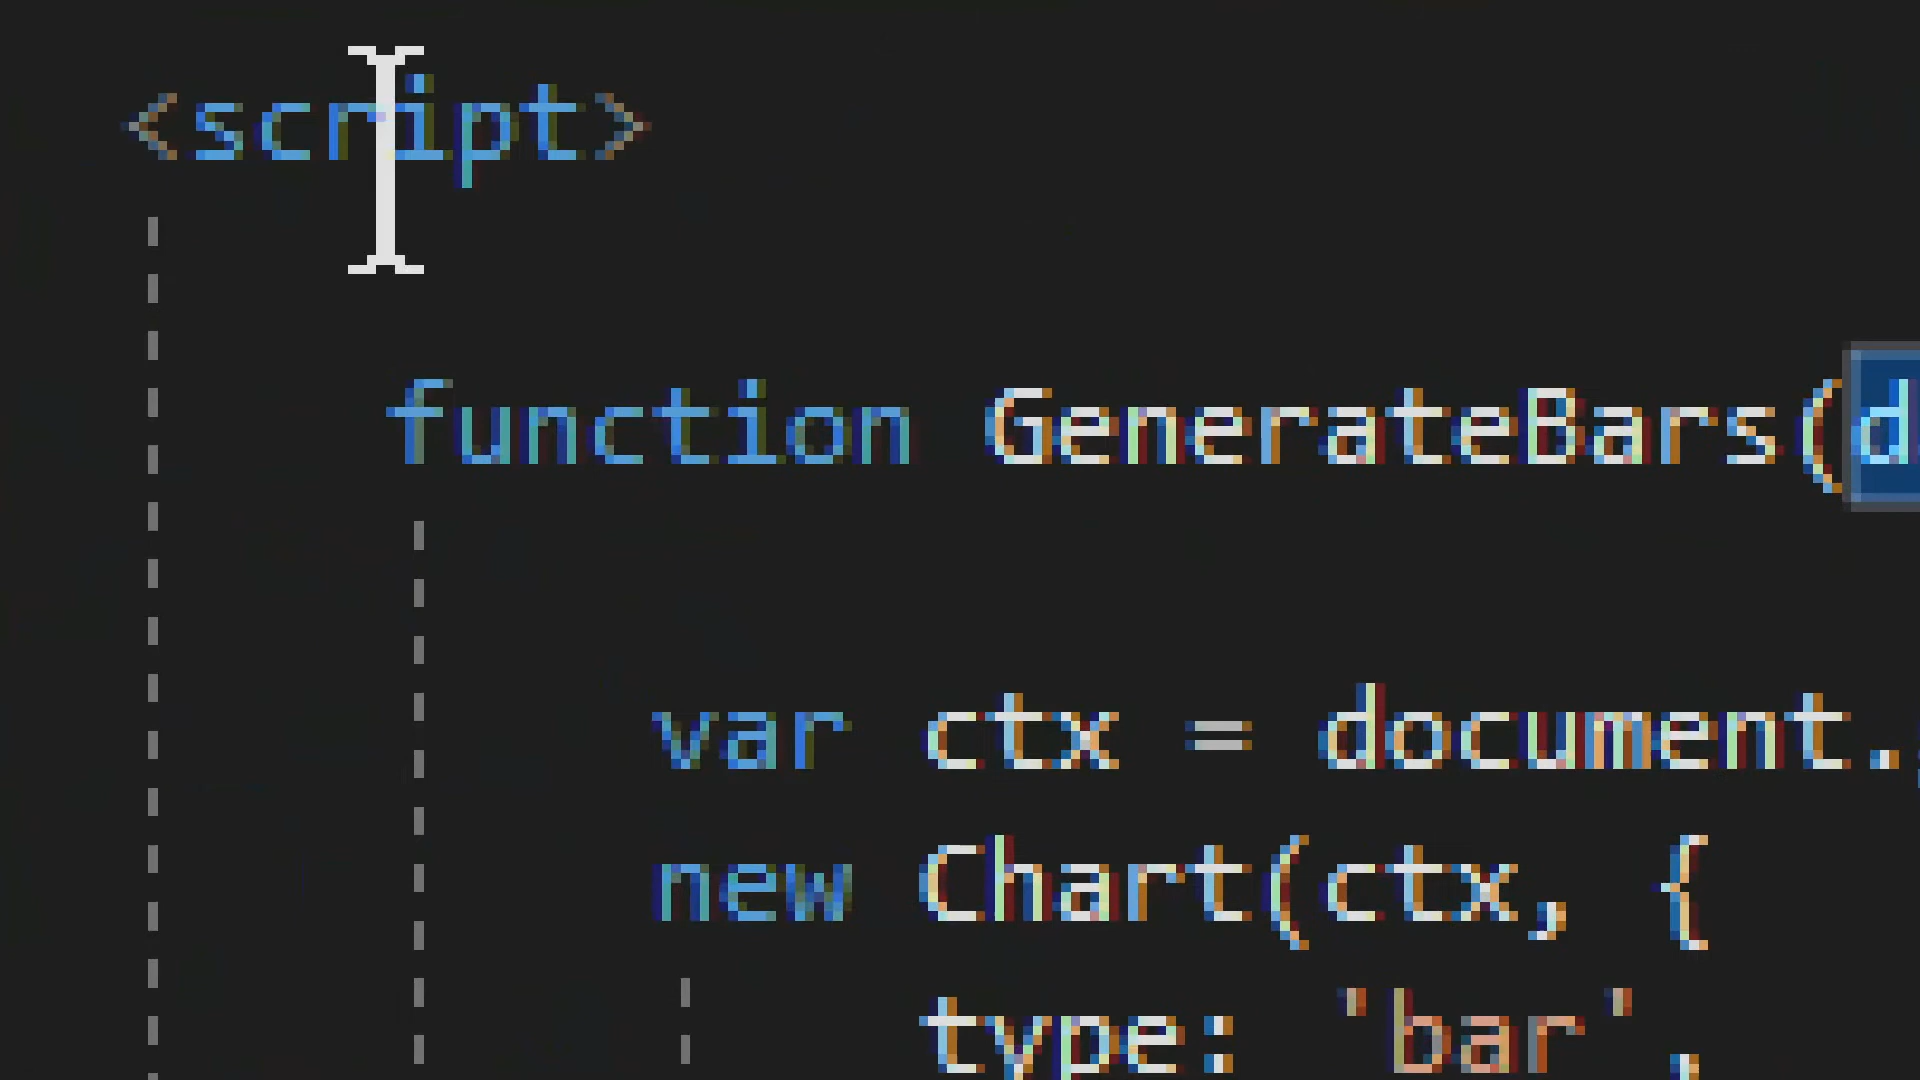 <script>
function GenerateBars(d
var ctx = document.
new Chart(ctx, {
type: 'bar',